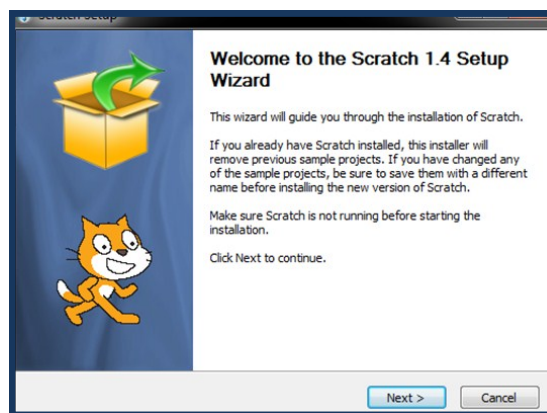 Scratch Setup
Welcome to the Scratch 1.4 Setup
Wizard
This wizard will guide you through the installation of Scratch.
If you already have Scratch installed, this installer will
remove previous sample projects. If you have changed any
of the sample projects, be sure to save them with a different
name before installing the new version of Scratch.
Make sure Scratch is not running before starting the
installation.
Click Next to continue.
Next >
Cancel